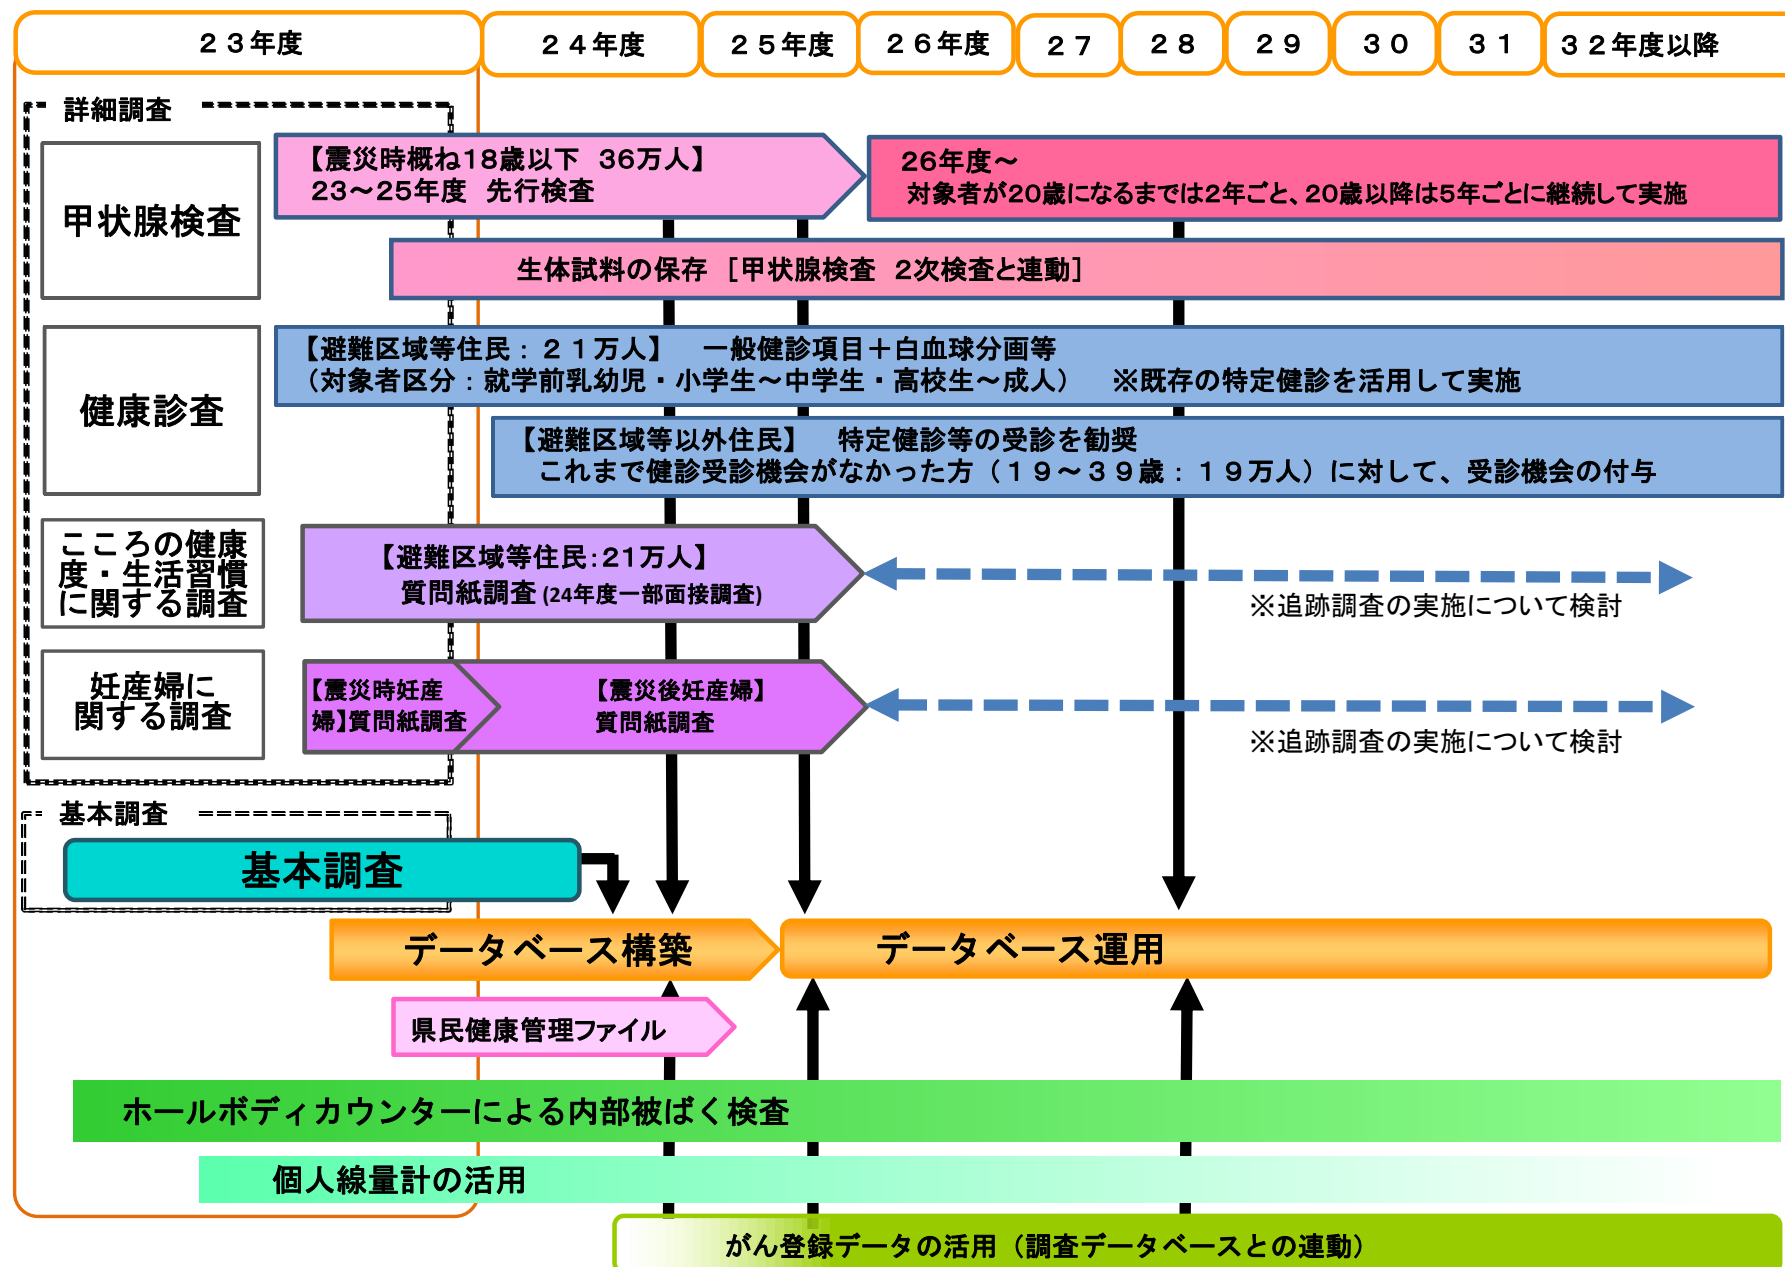 ２３年度
２４年度
２５年度
２６年度
２７
２８
２９
３０
３１
３２年度以降
詳細調査
甲状腺検査
【震災時概ね18歳以下　36万人】
23～25年度　先行検査
26年度～
対象者が20歳になるまでは2年ごと、20歳以降は5年ごとに継続して実施
生体試料の保存　［甲状腺検査　2次検査と連動］
健康診査
【避難区域等住民：２１万人】　一般健診項目＋白血球分画等
（対象者区分：就学前乳幼児・小学生～中学生・高校生～成人）　※既存の特定健診を活用して実施
【避難区域等以外住民】　特定健診等の受診を勧奨
これまで健診受診機会がなかった方（１９～３９歳：１９万人）に対して、受診機会の付与
こころの健康
度・生活習慣
に関する調査
【避難区域等住民：21万人】
質問紙調査 (24年度一部面接調査)
※追跡調査の実施について検討
妊産婦に
関する調査
【震災時妊産
婦】質問紙調査
【震災後妊産婦】
質問紙調査
※追跡調査の実施について検討
基本調査
基本調査
データベース構築
データベース運用
県民健康管理ファイル
ホールボディカウンターによる内部被ばく検査
個人線量計の活用
がん登録データの活用（調査データベースとの連動）